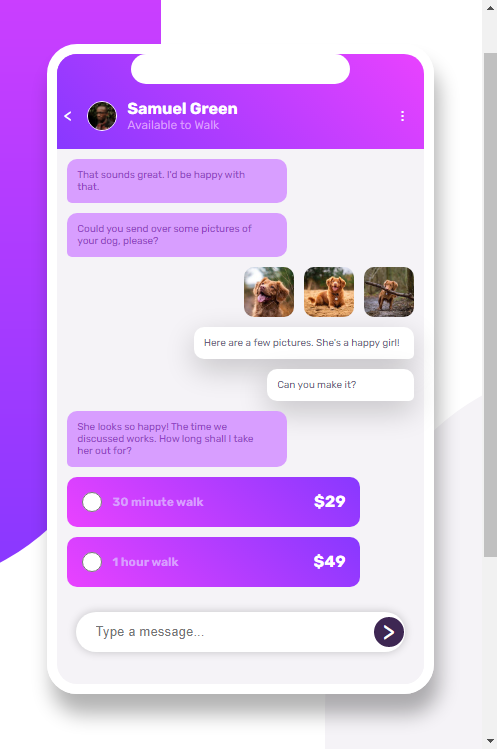 Samuel Green
Available to Walk
That sounds great. I'd be happy with
that.
Could you send over some pictures of
your dog, please?
Here are a few pictures. She's a happy girl!
Can you make it?
She looks so happy! The time we
discussed works. How long shall I take
her out for?
30 minute walk $29
1 hour walk $49
Type a message...